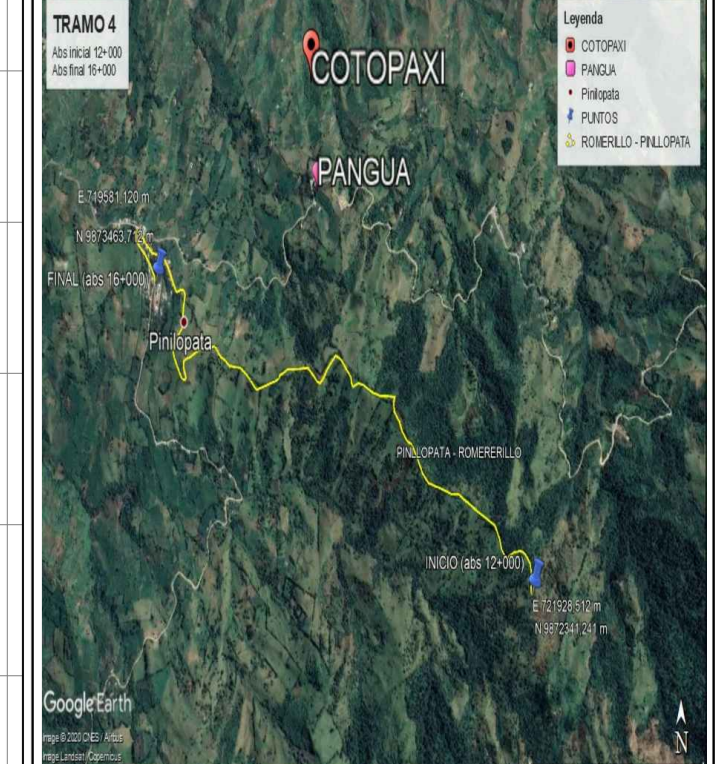 TRAMO 4
Abs inicial 12+000
Abs final 16+000
Leyenda
COTOPAXI
PANGUA
Pinilopata
PUNTOS
ROMERILLO - PINLLOPATA
COTOPAXI
PANGUA
E 719581,120 m
N 9873463,712 m
FINAL (abs 16+000)
Pinilopata
PINLLOPATA - ROMERERILLO
INICIO (abs 12+000)
E 721928,512 m
N 9872341,241 m
Google Earth
Image © 2020 CNES / Airbus
Image Landsat / Copernicus
N